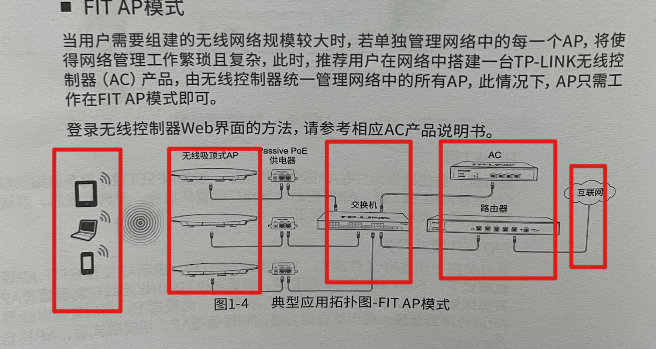 ■ FIT AP模式
当用户需要组建的无线网络规模较大时，若单独管理网络中的每一个AP，将使
得网络管理工作繁琐且复杂，此时，推荐用户在网络中搭建一台TP-LINK无线控
制器（AC）产品，由无线控制器统一管理网络中的所有AP，此情况下，AP只需工
作在FIT AP模式即可。
登录无线控制器Web界面的方法，请参考相应AC产品说明书。
无线吸顶式AP
Passive PoE
供电器
AC
TP-LINK
交换机
TP-LINK
路由器
互联网
图1-4 典型应用拓扑图-FIT AP模式